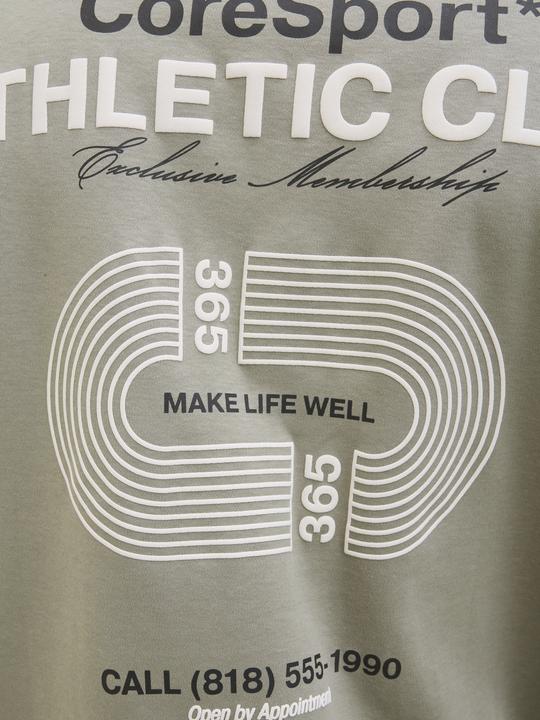 CoreSport*
THLETIC CL
Exclusive Membership
365
MAKE LIFE WELL
365
CALL (818) 555-1990
Open by Appointment